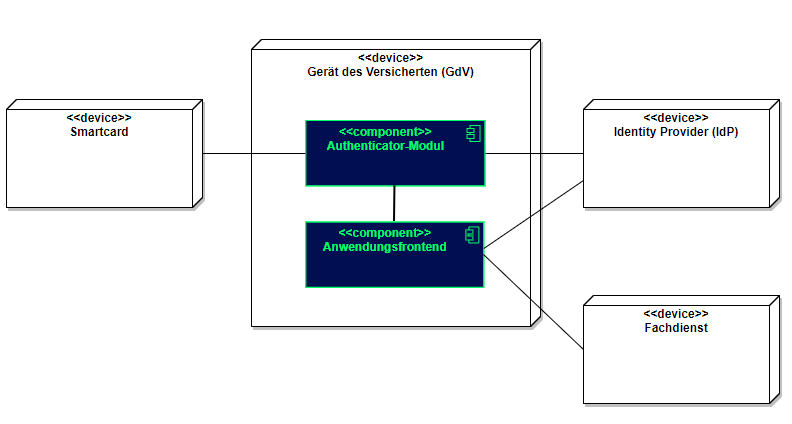 <<device>>
Smartcard
<<device>>
Gerät des Versicherten (GdV)
<<component>>
Authenticator-Modul
<<component>>
Anwendungsfrontend
<<device>>
Identity Provider (IdP)
<<device>>
Fachdienst